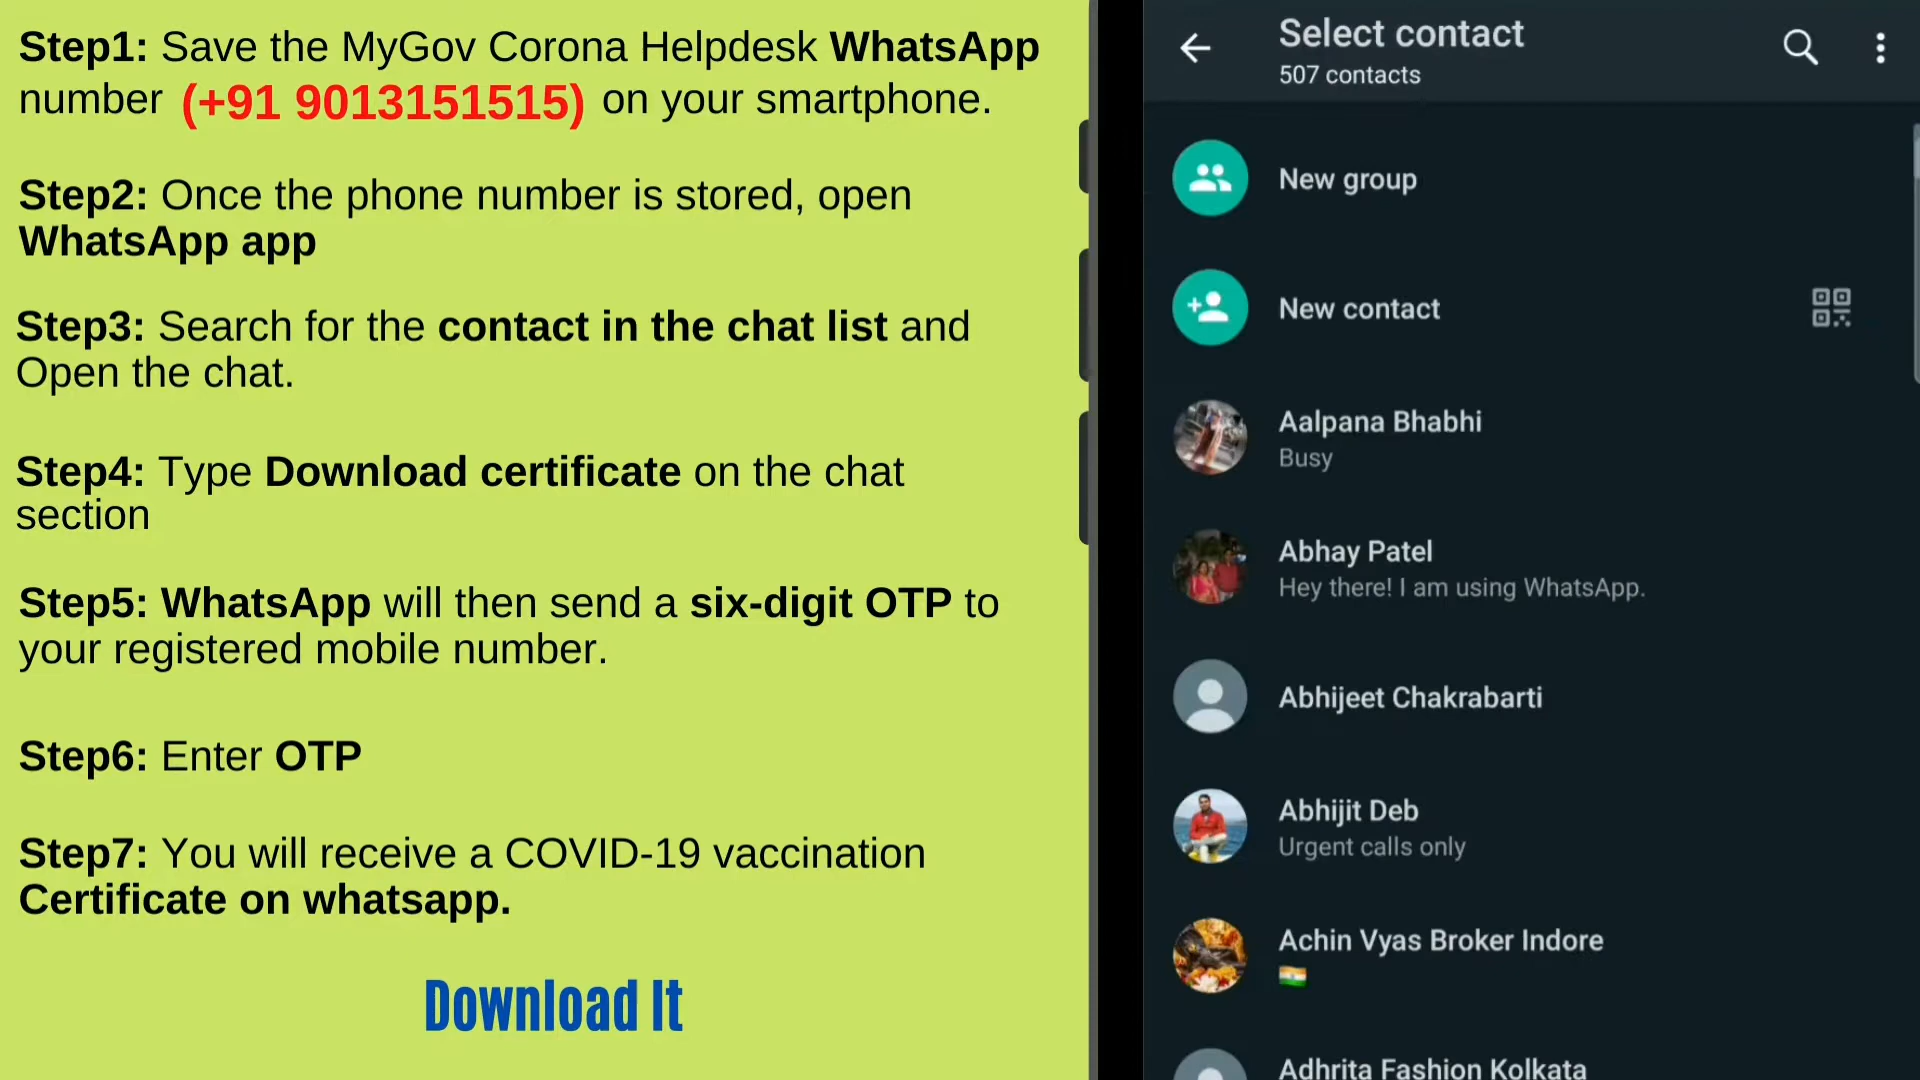 Step1: Save the MyGov Corona Helpdesk WhatsApp
number (+91 9013151515) on your smartphone.
Step2: Once the phone number is stored, open
WhatsApp app
Step3: Search for the contact in the chat list and
Open the chat.
Step4: Type Download certificate on the chat
section
Step5: WhatsApp will then send a six-digit OTP to
your registered mobile number.
Step6: Enter OTP
Step7: You will receive a COVID-19 vaccination
Certificate on whatsapp.
Download It
Select contact
507 contacts
New group
New contact
Aalpana Bhabhi
Busy
Abhay Patel
Hey there! I am using WhatsApp.
Abhijeet Chakrabarti
Abhijit Deb
Urgent calls only
Achin Vyas Broker Indore
🇮🇳
Adhrita Fashion Kolkata